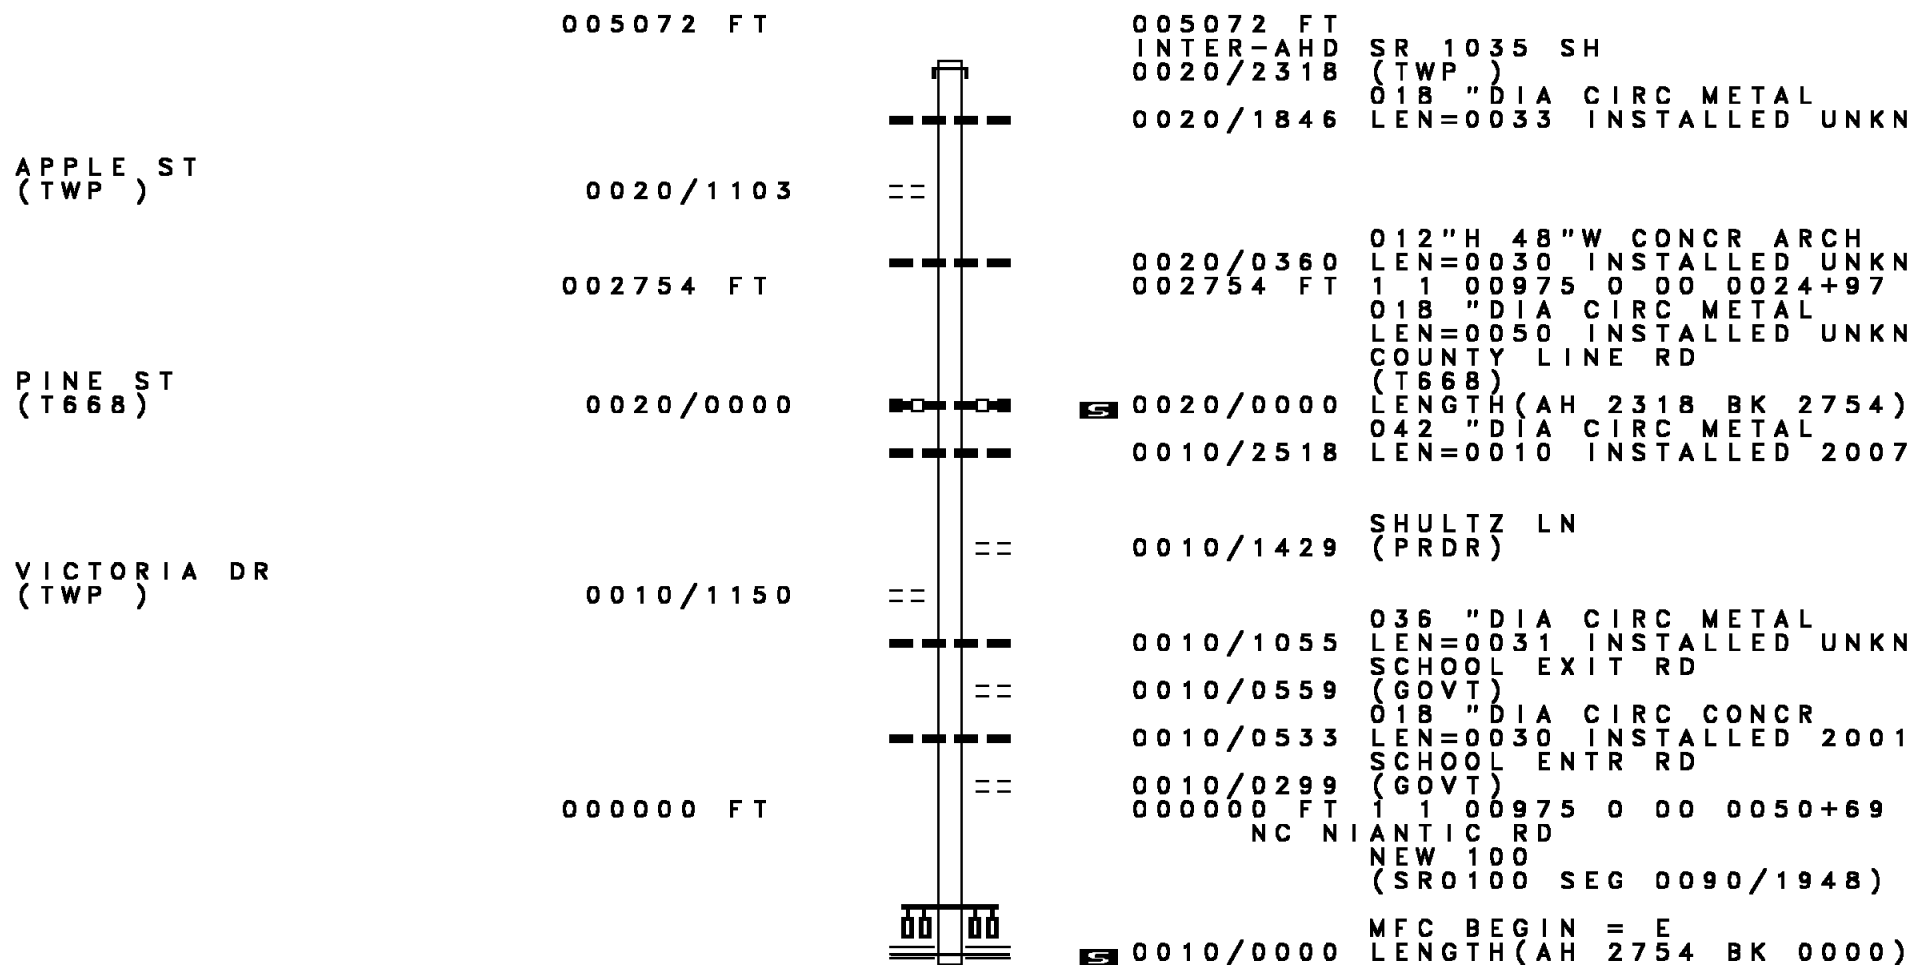 005072 FT 005072 FT
INTER-AHD SR 1035 SH
0020/2318 (TWP )
018 "DIA CIRC METAL
0020/1846 LEN=0033 INSTALLED UNKN
APPLE ST
(TWP ) 0020/1103
012"H 48"W CONCR ARCH
0020/0360 LEN=0030 INSTALLED UNKN
002754 FT 002754 FT 1 1 00975 0 00 0024+97
018 "DIA CIRC METAL
LEN=0050 INSTALLED UNKN
COUNTY LINE RD
PINE ST (T668)
(T668) 0020/0000 S 0020/0000 LENGTH(AH 2318 BK 2754)
042 "DIA CIRC METAL
0010/2518 LEN=0010 INSTALLED 2007
SHULTZ LN
0010/1429 (PRDR)
VICTORIA DR
(TWP ) 0010/1150
036 "DIA CIRC METAL
0010/1055 LEN=0031 INSTALLED UNKN
SCHOOL EXIT RD
0010/0559 (GOVT)
018 "DIA CIRC CONCR
0010/0533 LEN=0030 INSTALLED 2001
SCHOOL ENTR RD
0010/0299 (GOVT)
000000 FT 000000 FT 1 1 00975 0 00 0050+69
NC NIANTIC RD
NEW 100
(SR0100 SEG 0090/1948)
MFC BEGIN = E
S 0010/0000 LENGTH(AH 2754 BK 0000)